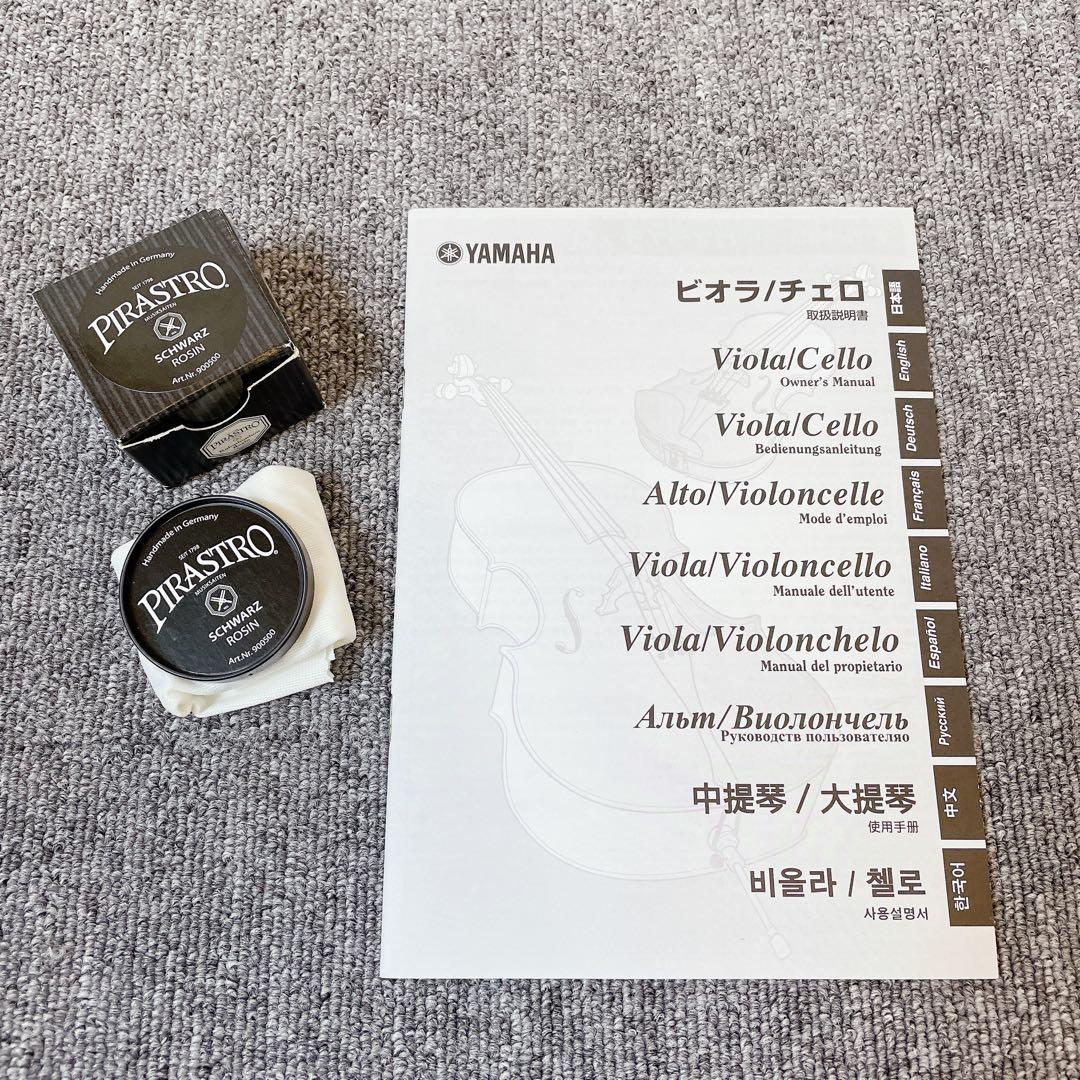 Handmade in Germany
SEIT 1798
PIRASTRO®
MUSIKSAITEN
SCHWARZ
ROSIN
Art.Nr. 900500
PIRASTRO
Handmade in Germany
SEIT 1798
PIRASTRO®
MUSIKSAITEN
SCHWARZ
ROSIN
Art.Nr. 900500
YAMAHA
ビオラ/チェロ
取扱説明書
日本語
Viola/Cello
Owner's Manual
English
Viola/Cello
Bedienungsanleitung
Deutsch
Alto/Violoncelle
Mode d'emploi
Français
Viola/Violoncello
Manuale dell'utente
Italiano
Viola/Violonchelo
Manual del propietario
Español
Альт/Виолончель
Руководств пользователяо
Русский
中提琴 / 大提琴
使用手册
中文
비올라 / 첼로
사용설명서
한국어